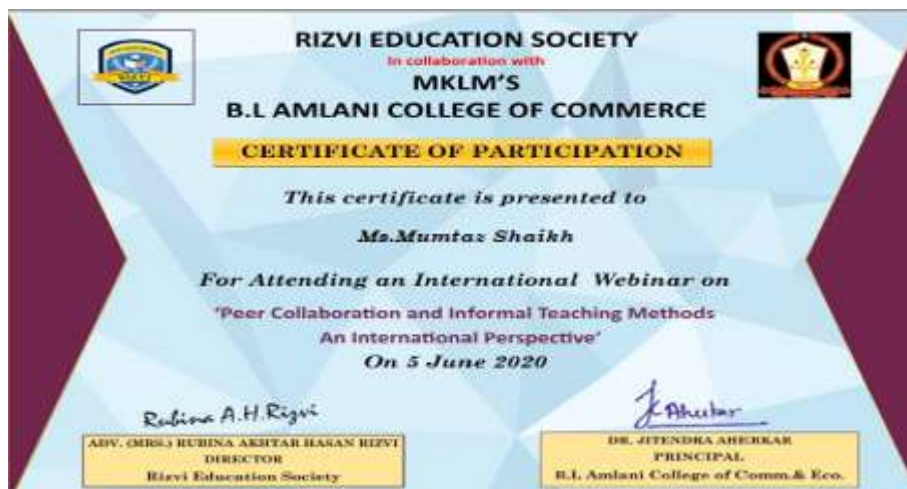 RIZVI EDUCATION SOCIETY
In collaboration with
MKLM'S
B.L AMLANI COLLEGE OF COMMERCE
RIZVI
CERTIFICATE OF PARTICIPATION
This certificate is presented to
Ms.Mumtaz Shaikh
For Attending an International Webinar on
'Peer Collaboration and Informal Teaching Methods
An International Perspective'
On 5 June 2020
Rubina A.H.Rizvi
ADV. (MRS.) RUBINA AKHTAR HASAN RIZVI
DIRECTOR
Rizvi Education Society
DR. JITENDRA AHERKAR
PRINCIPAL
B.L. Amlani College of Comm.& Eco.